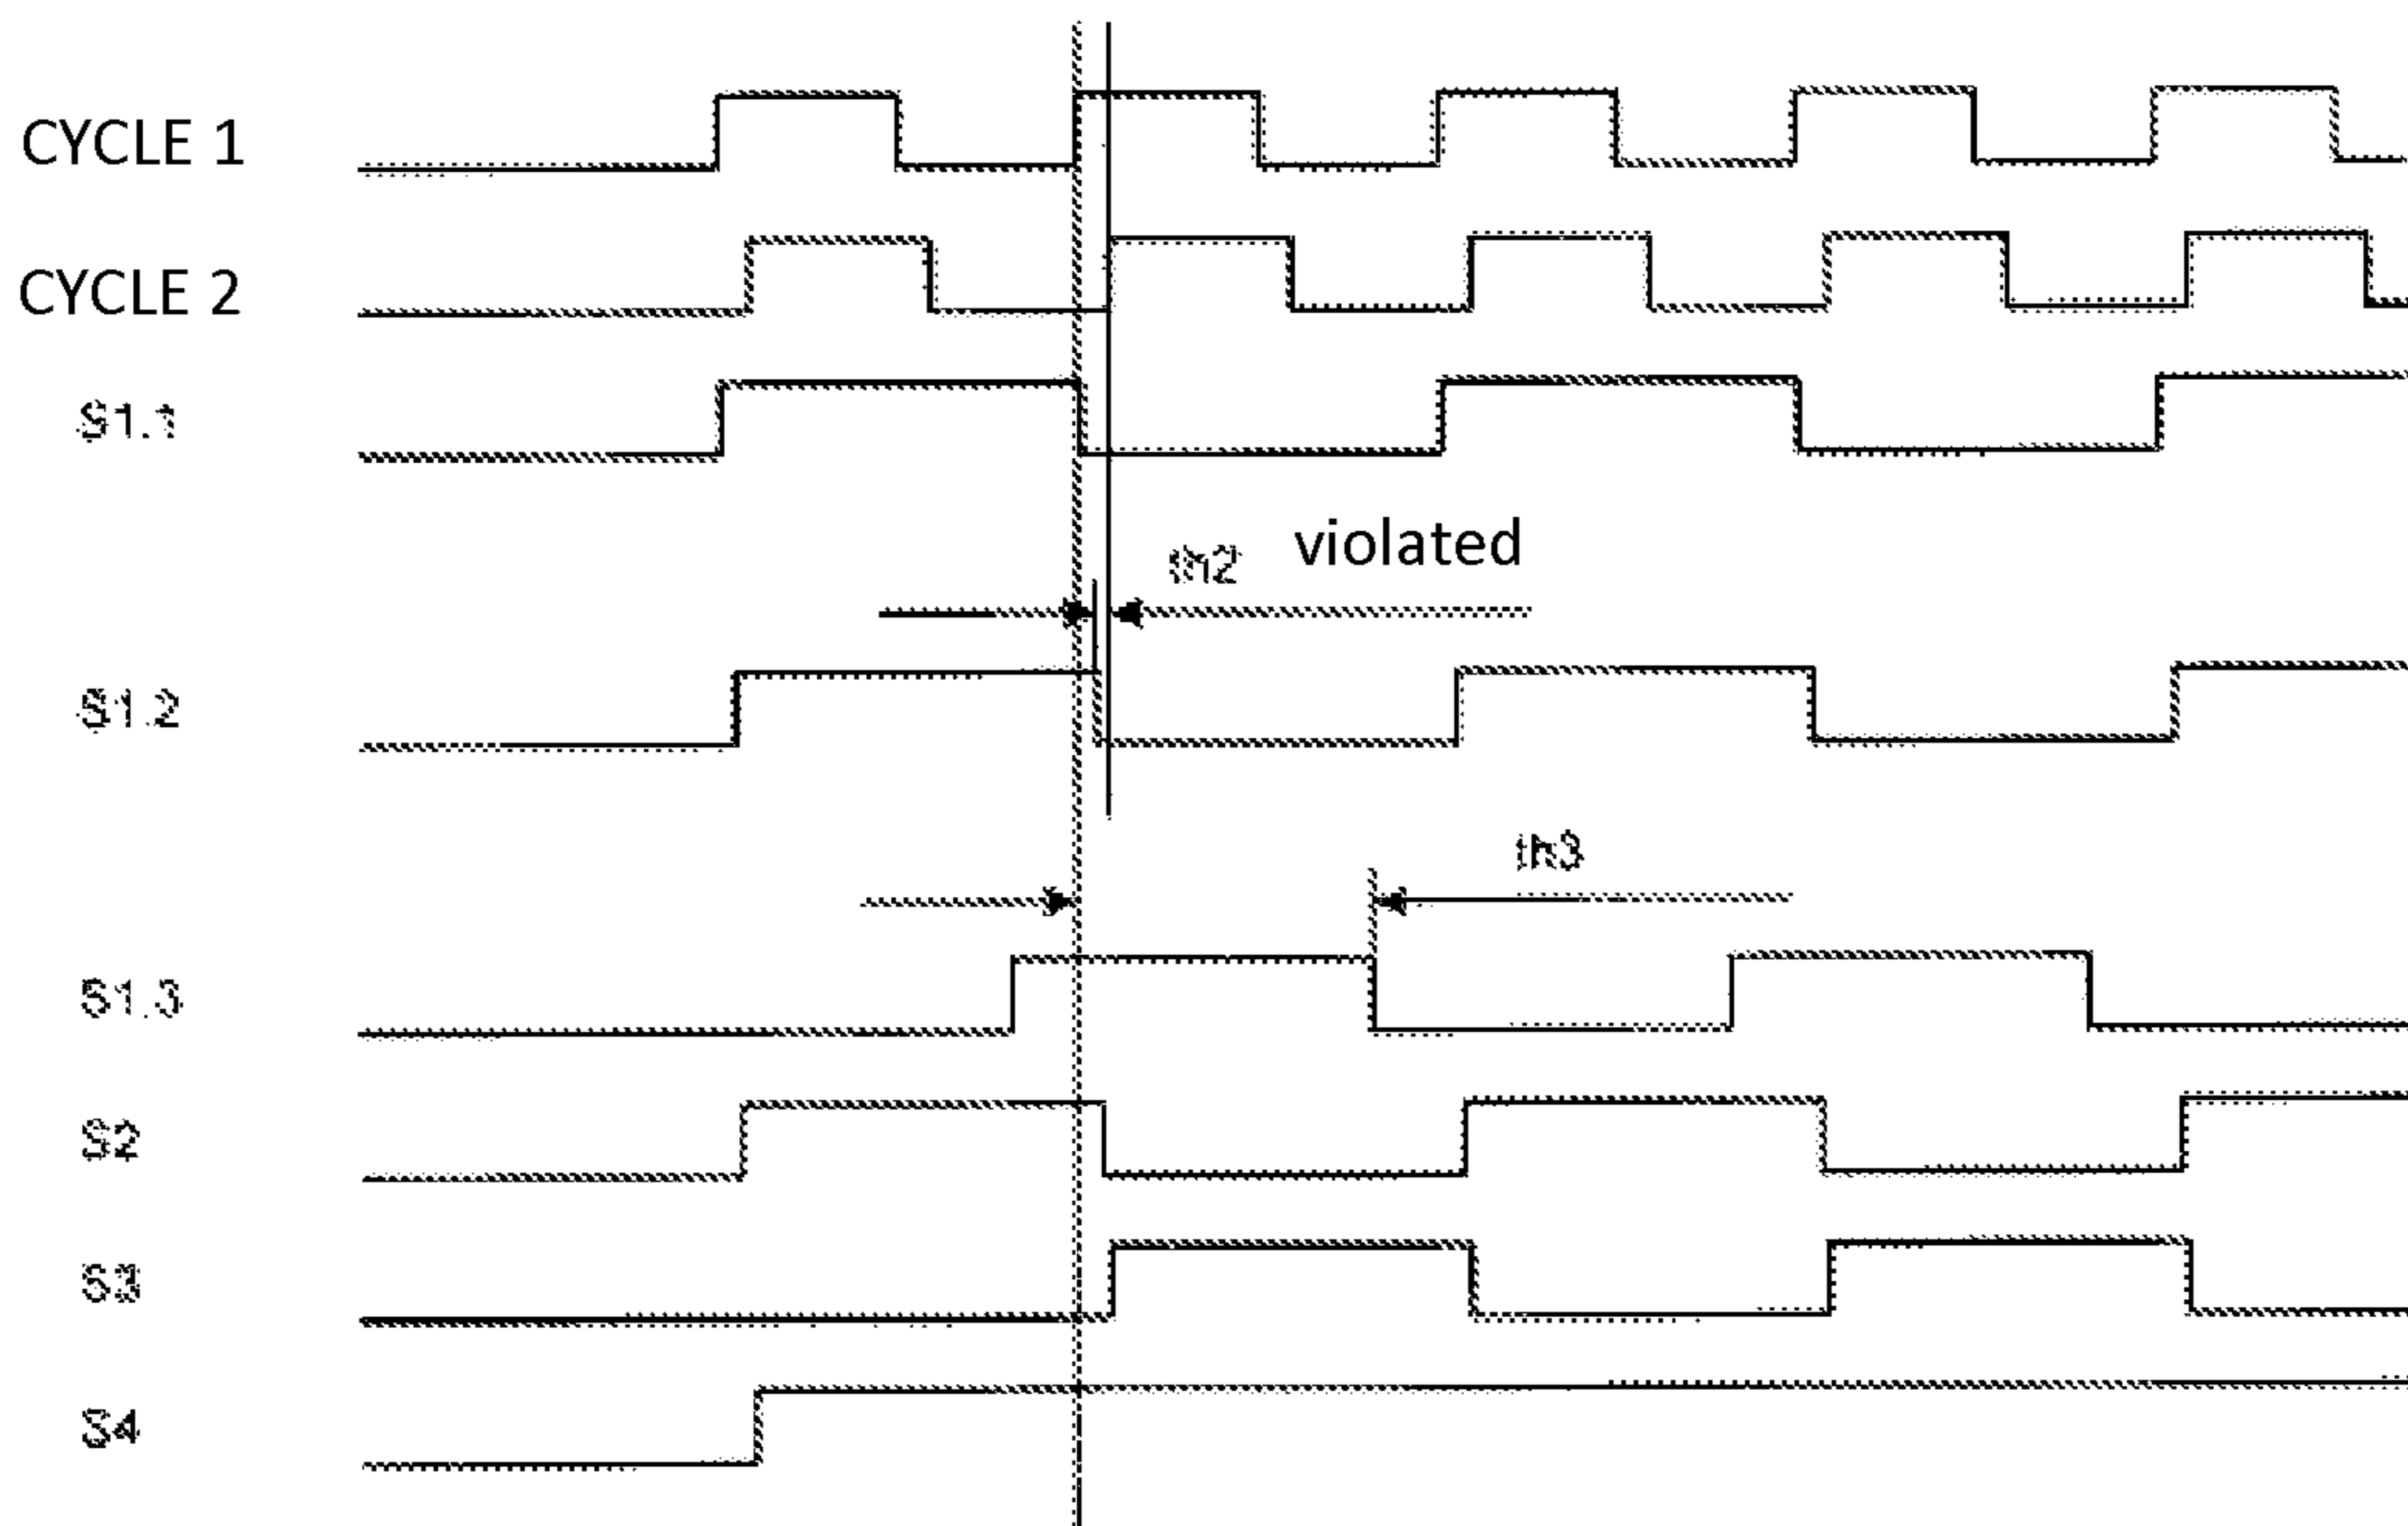 CYCLE 1
CYCLE 2
S1.1
th2 violated
S1.2
th3
S1.3
S2
S3
S4